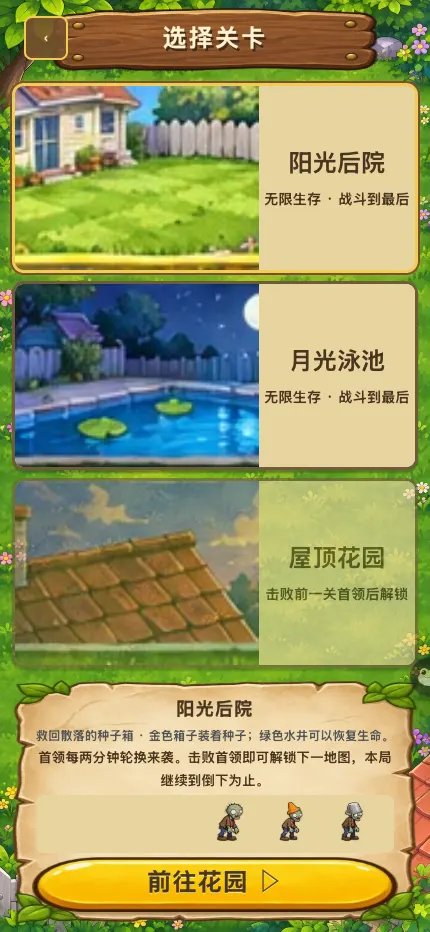 ‹
选择关卡
阳光后院
无限生存 · 战斗到最后
月光泳池
无限生存 · 战斗到最后
屋顶花园
击败前一关首领后解锁
阳光后院
救回散落的种子箱 · 金色箱子装着种子；绿色水井可以恢复生命。
首领每两分钟轮换来袭。击败首领即可解锁下一地图，本局
继续到倒下为止。
前往花园 ▷